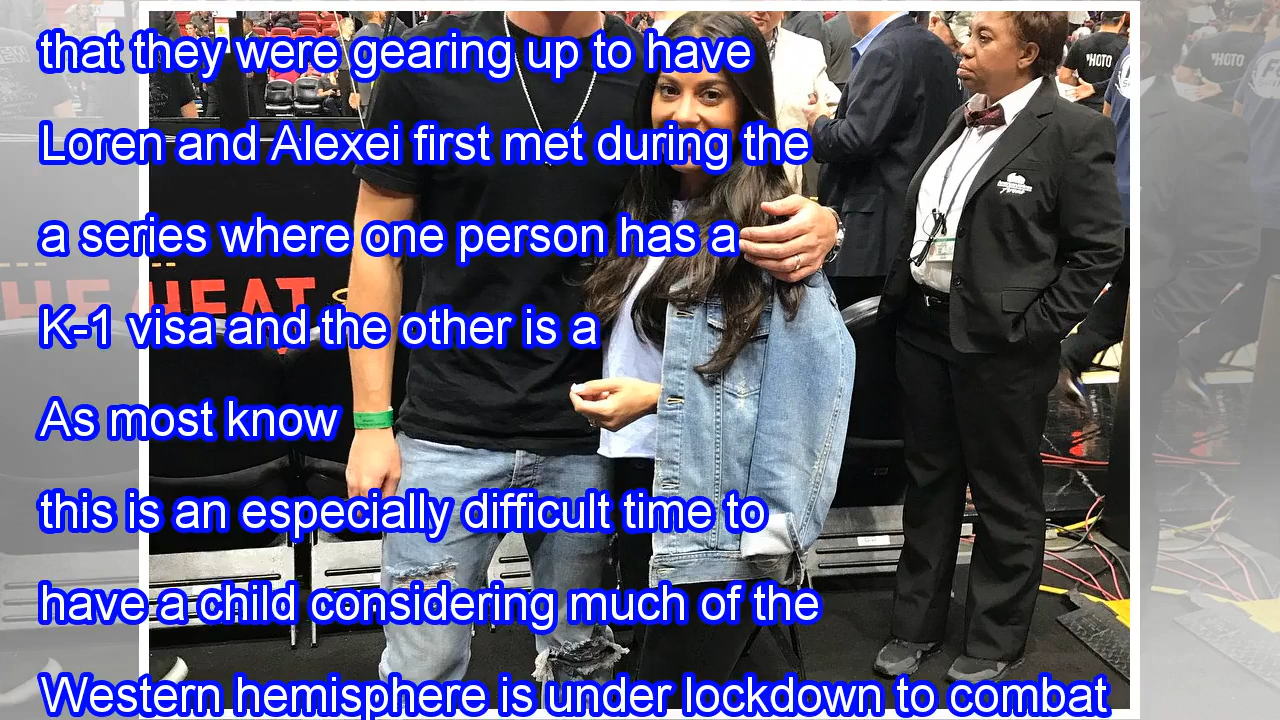 that they were gearing up to have
Loren and Alexei first met during the
a series where one person has a
K-1 visa and the other is a
As most know
this is an especially difficult time to
have a child considering much of the
Western hemisphere is under lockdown to combat
HEAT
PHOTO